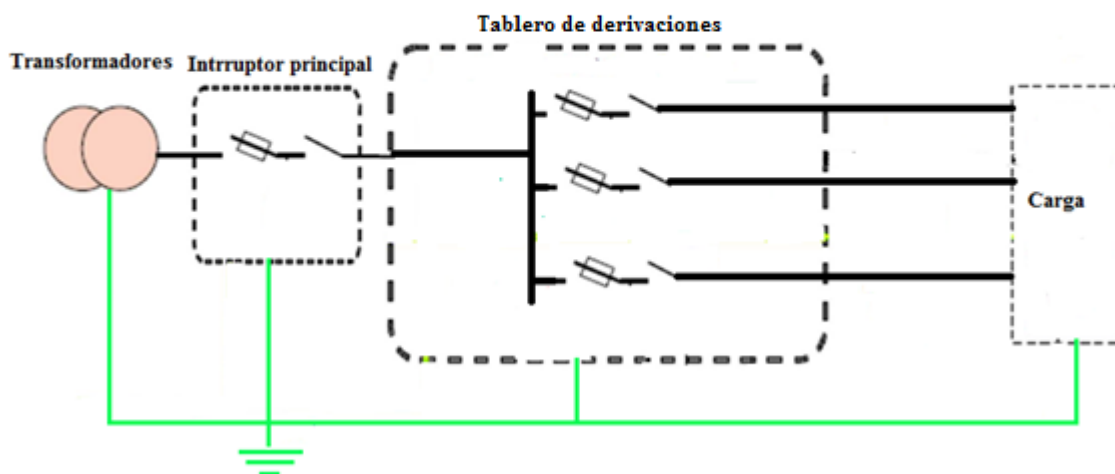 Tablero de derivaciones
Transformadores
Intrruptor principal
Carga